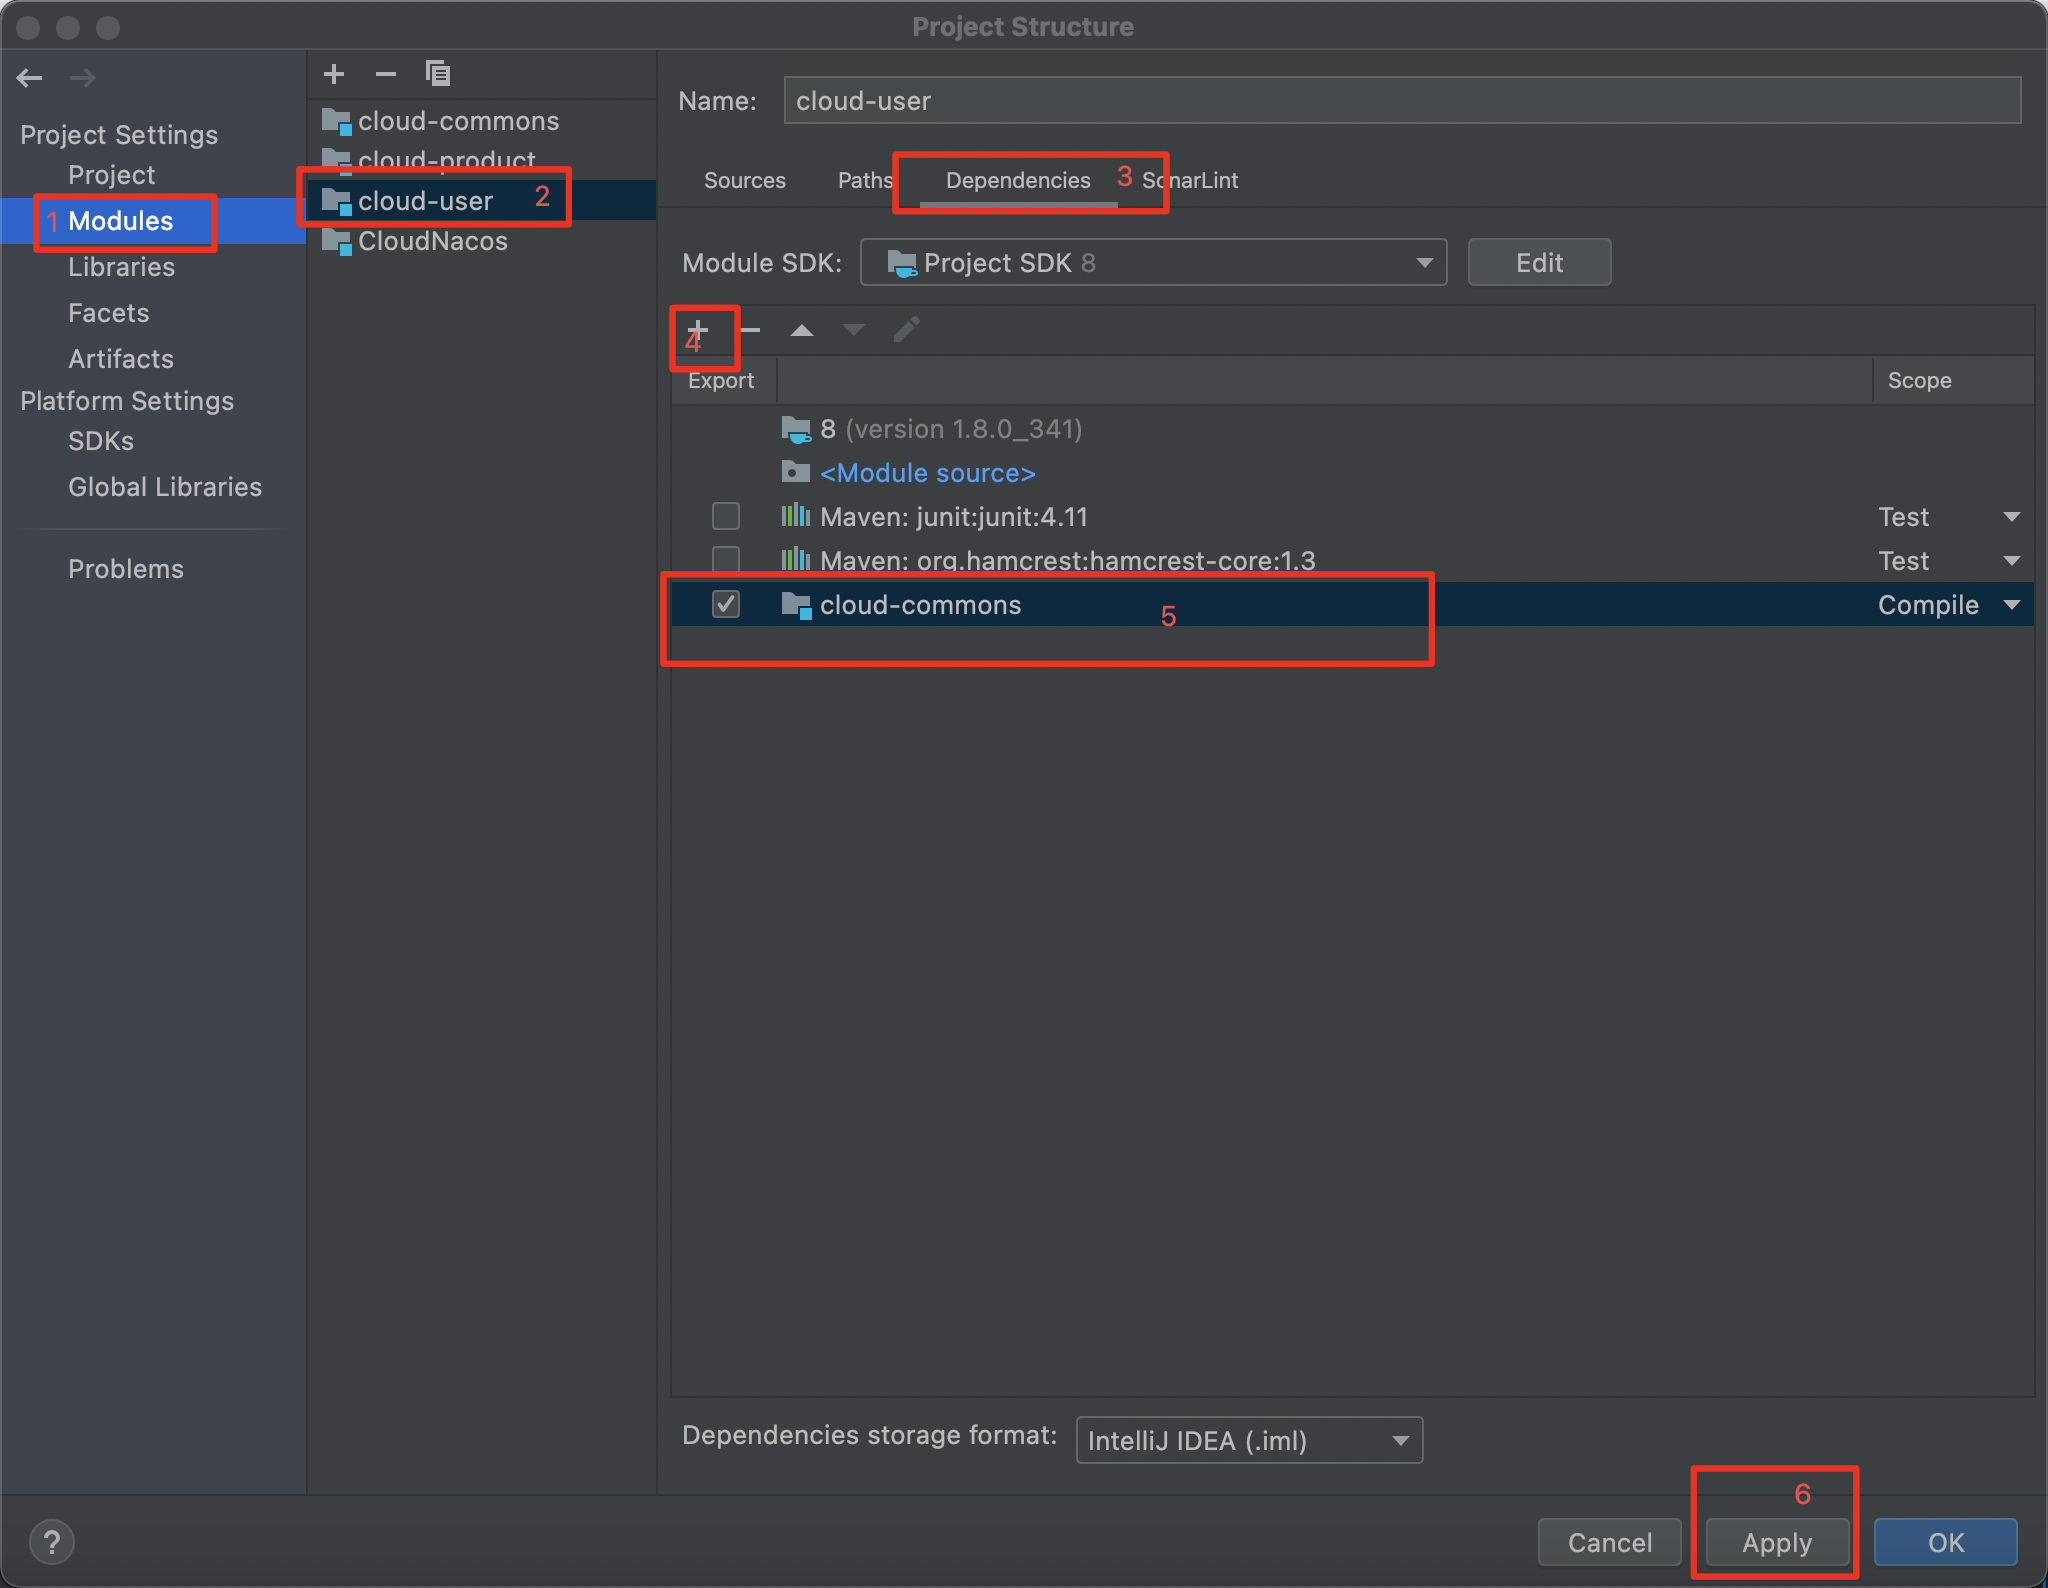 Project Structure
Project Settings
Project
1 Modules
Libraries
Facets
Artifacts
Platform Settings
SDKs
Global Libraries
Problems
cloud-commons
cloud-product
cloud-user 2
CloudNacos
Name: cloud-user
Sources Paths Dependencies 3 SonarLint
Module SDK: Project SDK 8 Edit
4
Export Scope
8 (version 1.8.0_341)
<Module source>
Maven: junit:junit:4.11 Test
Maven: org.hamcrest:hamcrest-core:1.3 Test
cloud-commons 5 Compile
Dependencies storage format: IntelliJ IDEA (.iml)
6
? Cancel Apply OK